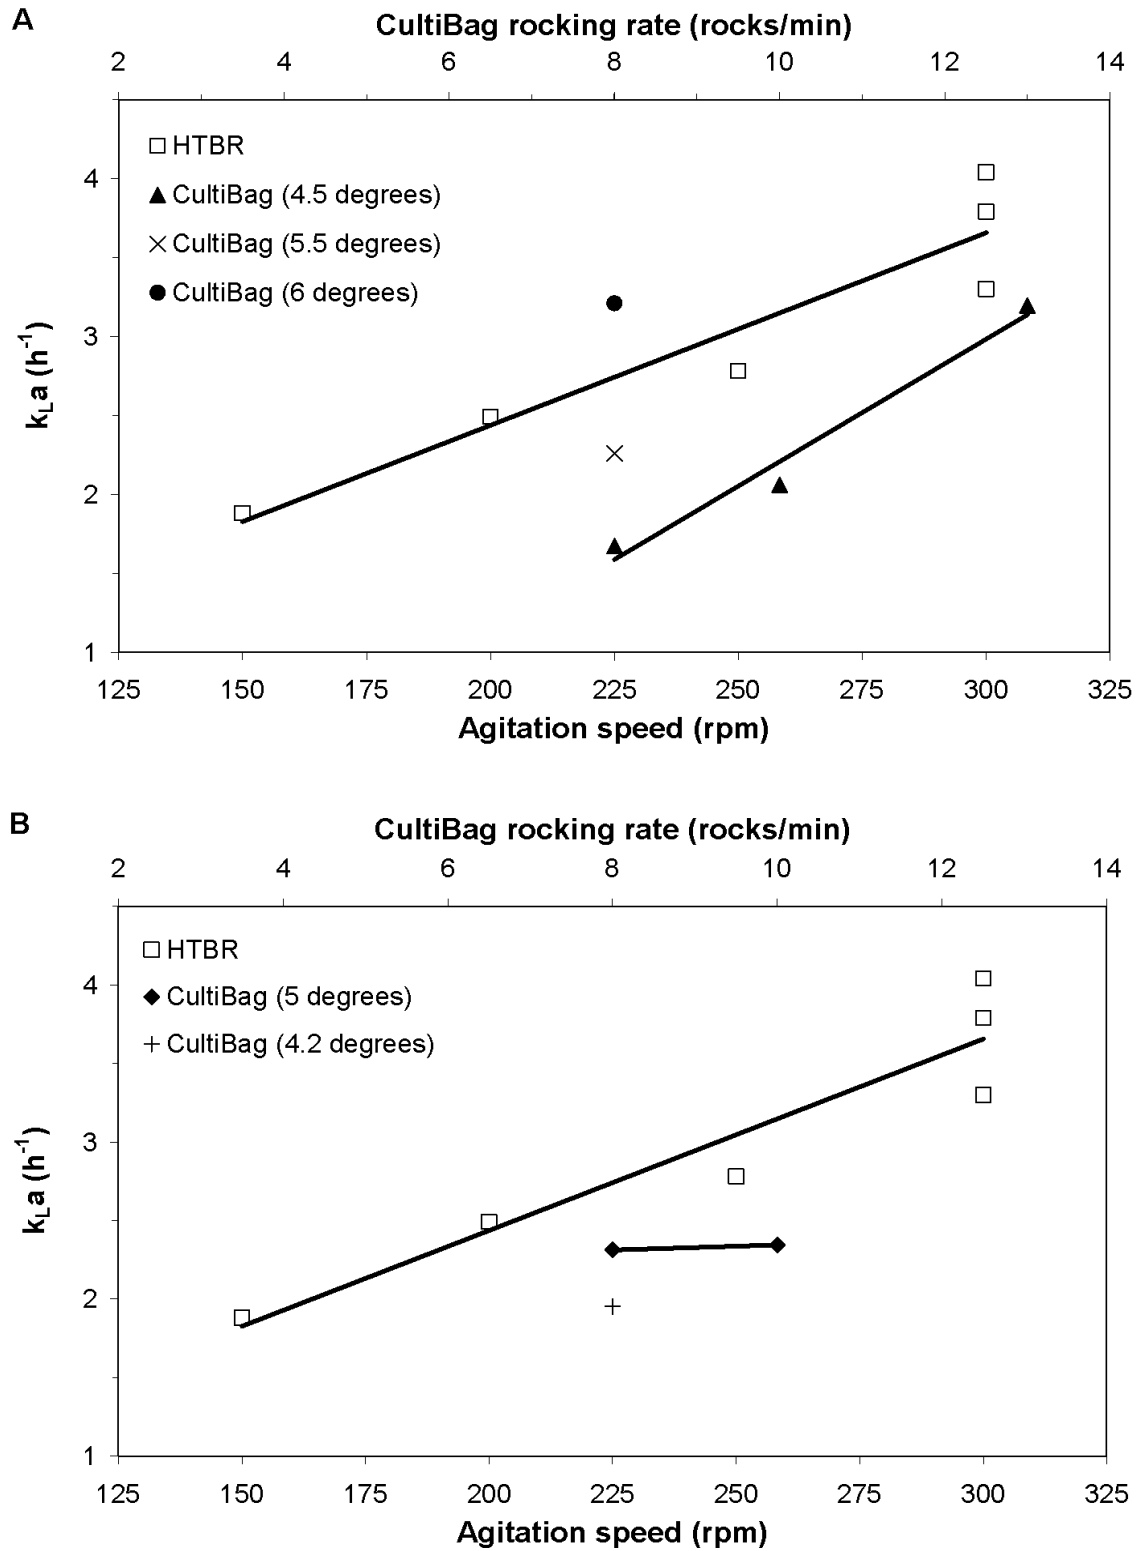 A
CultiBag rocking rate (rocks/min)
2 4 6 8 10 12 14
HTBR
CultiBag (4.5 degrees)
CultiBag (5.5 degrees)
CultiBag (6 degrees)
4
3
2
1
kLa (h-1)
125 150 175 200 225 250 275 300 325
Agitation speed (rpm)
B
CultiBag rocking rate (rocks/min)
2 4 6 8 10 12 14
HTBR
CultiBag (5 degrees)
CultiBag (4.2 degrees)
4
3
2
1
kLa (h-1)
125 150 175 200 225 250 275 300 325
Agitation speed (rpm)